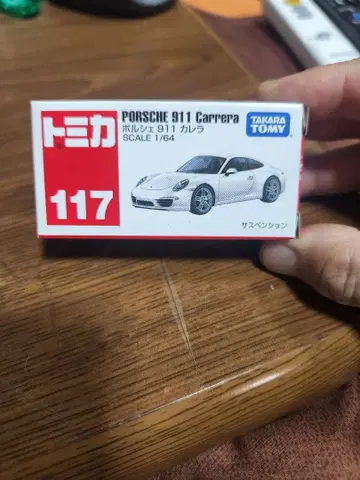 トミカ
117
PORSCHE 911 Carrera
ポルシェ 911 カレラ
SCALE 1/64
TAKARA
TOMY
サスペンション